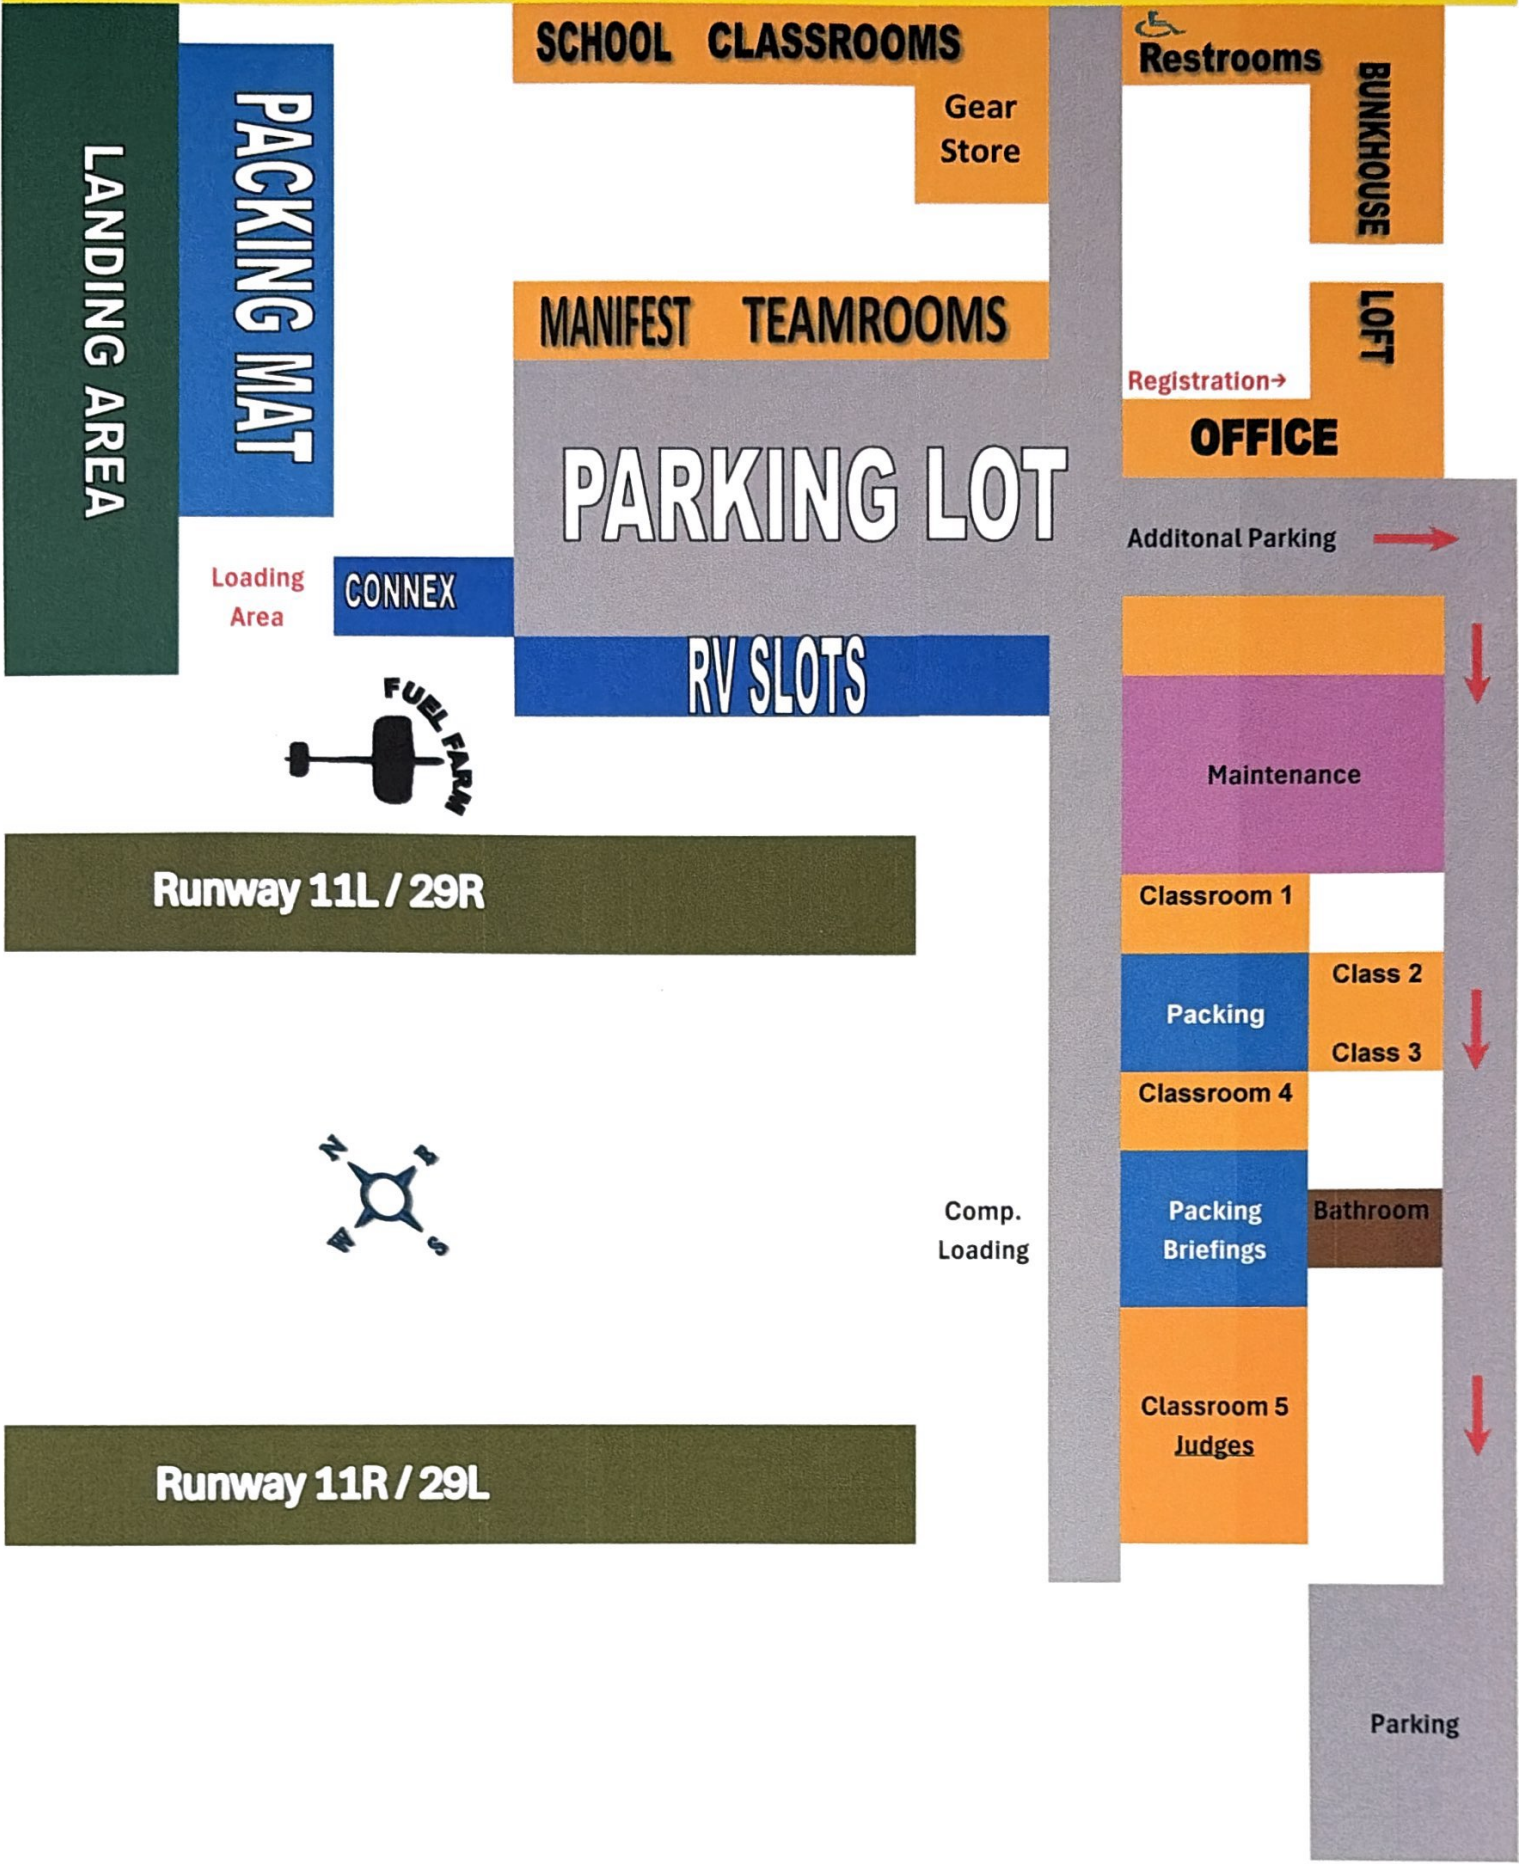 SCHOOL CLASSROOMS
Restrooms
BUNKHOUSE
Gear
Store
PACKING MAT
LANDING AREA
MANIFEST TEAMROOMS
LOFT
Registration→
OFFICE
PARKING LOT
Additonal Parking
Loading
Area
CONNEX
RV SLOTS
FUEL FARM
Maintenance
Runway 11L / 29R
Classroom 1
Class 2
Packing
Class 3
Classroom 4
N
E
W
S
Comp.
Loading
Packing
Briefings
Bathroom
Classroom 5
Judges
Runway 11R / 29L
Parking